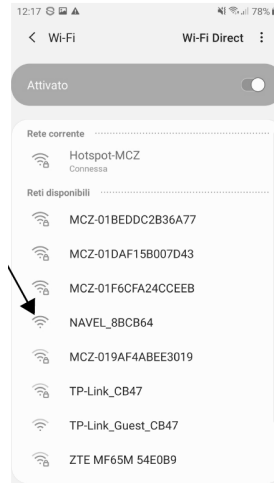 12:17 78%
Wi-Fi Wi-Fi Direct
Attivato
Rete corrente
Hotspot-MCZ
Connessa
Reti disponibili
MCZ-01BEDDC2B36A77
MCZ-01DAF15B007D43
MCZ-01F6CFA24CCEEB
NAVEL_8BCB64
MCZ-019AF4ABEE3019
TP-Link_CB47
TP-Link_Guest_CB47
ZTE MF65M 54E0B9